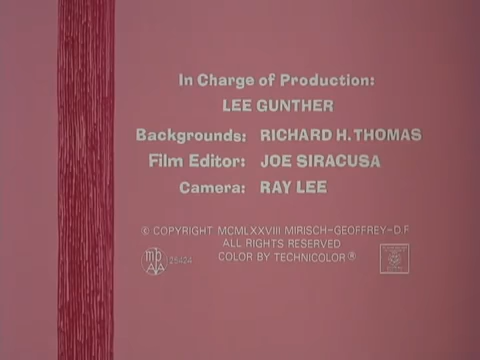 In Charge of Production:
LEE GUNTHER
Backgrounds: RICHARD H. THOMAS
Film Editor: JOE SIRACUSA
Camera: RAY LEE
© COPYRIGHT MCMLXXVIII MIRISCH-GEOFFREY-D.F
ALL RIGHTS RESERVED
COLOR BY TECHNICOLOR®
25424